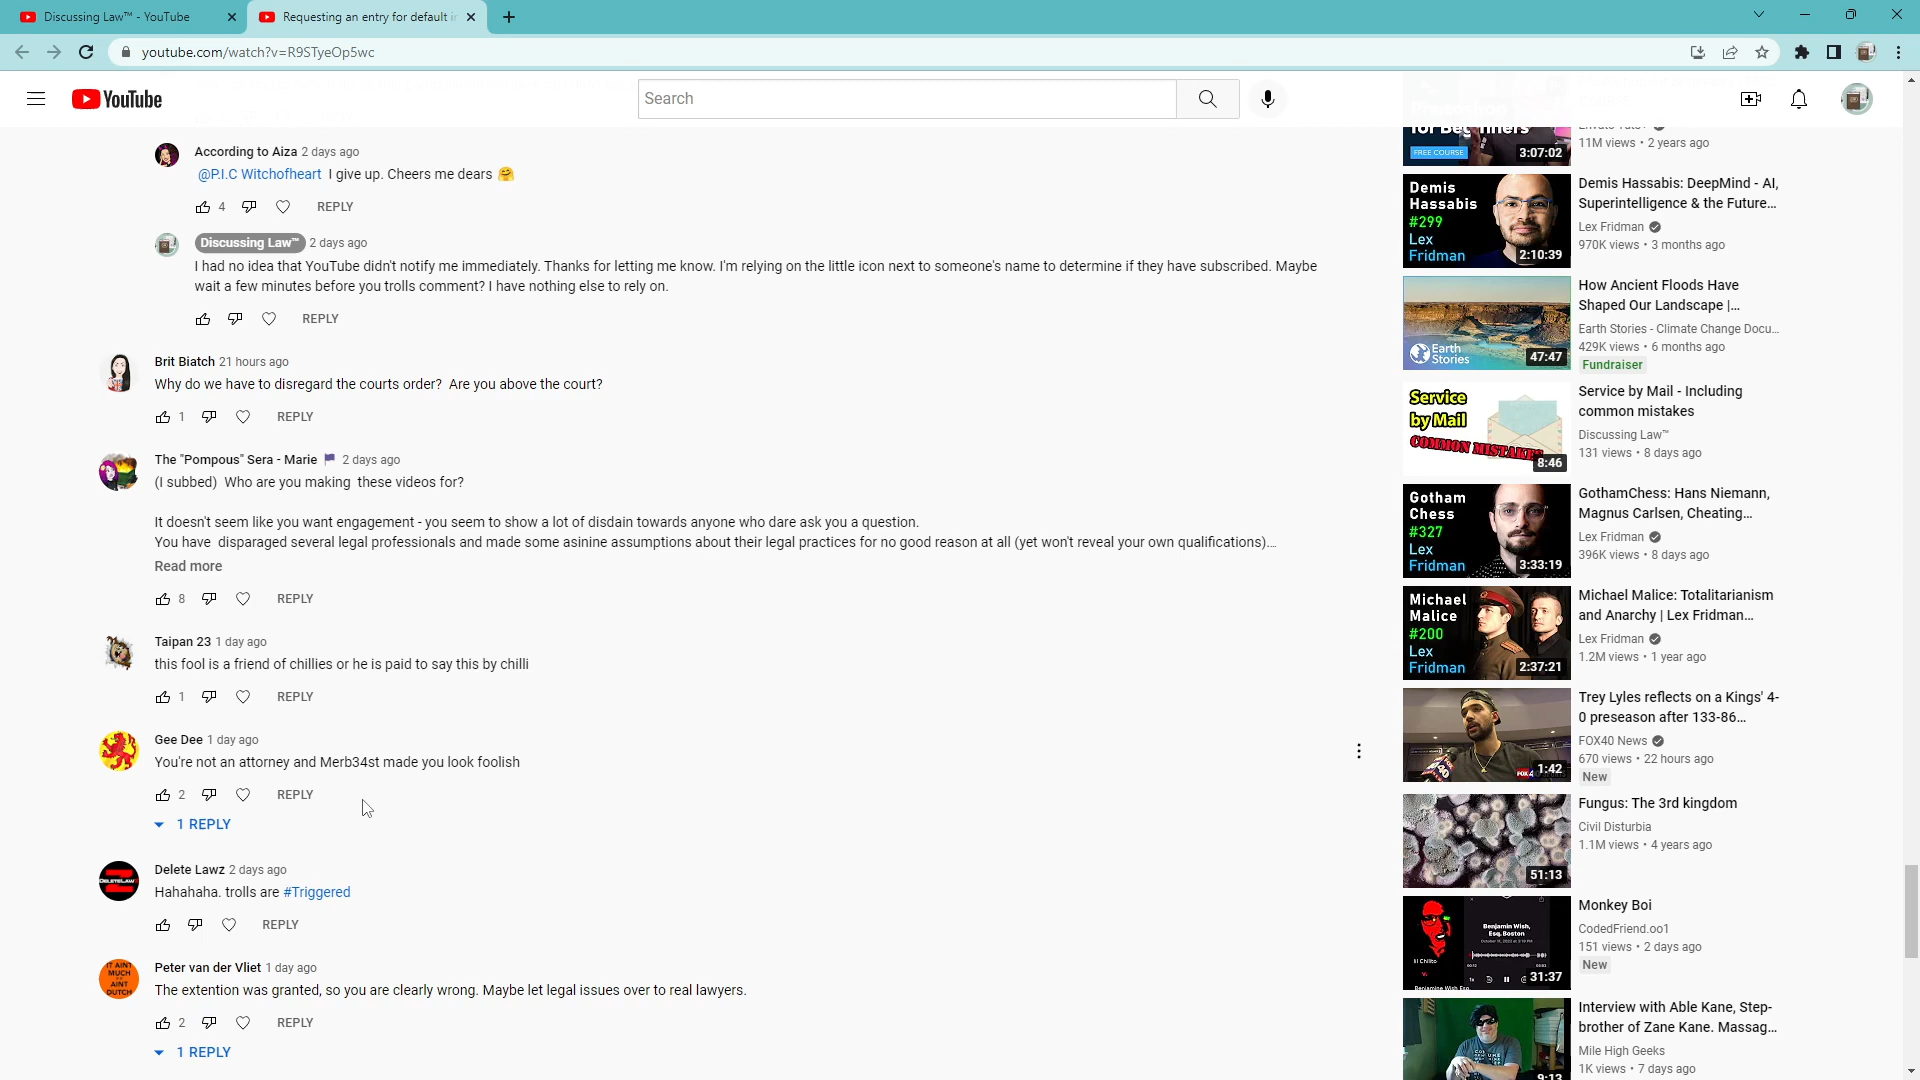 Discussing Law™ - YouTube
Requesting an entry for default in
youtube.com/watch?v=R9STyeOp5wc
YouTube
Search
According to Aiza 2 days ago
@P.I.C Witchofheart I give up. Cheers me dears 🤗
4 REPLY
Discussing Law™ 2 days ago
I had no idea that YouTube didn't notify me immediately. Thanks for letting me know. I'm relying on the little icon next to someone's name to determine if they have subscribed. Maybe
wait a few minutes before you trolls comment? I have nothing else to rely on.
REPLY
Brit Biatch 21 hours ago
Why do we have to disregard the courts order? Are you above the court?
1 REPLY
The "Pompous" Sera - Marie 2 days ago
(I subbed) Who are you making these videos for?
It doesn't seem like you want engagement - you seem to show a lot of disdain towards anyone who dare ask you a question.
You have disparaged several legal professionals and made some asinine assumptions about their legal practices for no good reason at all (yet won't reveal your own qualifications)....
Read more
8 REPLY
Taipan 23 1 day ago
this fool is a friend of chillies or he is paid to say this by chilli
1 REPLY
Gee Dee 1 day ago
You're not an attorney and Merb34st made you look foolish
2 REPLY
1 REPLY
Delete Lawz 2 days ago
Hahahaha. trolls are #Triggered
REPLY
IT AINT
MUCH
IF IT
AINT
DUTCH
Peter van der Vliet 1 day ago
The extention was granted, so you are clearly wrong. Maybe let legal issues over to real lawyers.
2 REPLY
1 REPLY
for Beginners
FREE COURSE
3:07:02
11M views • 2 years ago
Demis
Hassabis
#299
Lex
Fridman
2:10:39
Demis Hassabis: DeepMind - AI,
Superintelligence & the Future...
Lex Fridman
970K views • 3 months ago
Earth
Stories
47:47
How Ancient Floods Have
Shaped Our Landscape |...
Earth Stories - Climate Change Docu...
429K views • 6 months ago
Fundraiser
Service
by Mail
COMMON MISTAKES
8:46
Service by Mail - Including
common mistakes
Discussing Law™
131 views • 8 days ago
Gotham
Chess
#327
Lex
Fridman
3:33:19
GothamChess: Hans Niemann,
Magnus Carlsen, Cheating...
Lex Fridman
396K views • 8 days ago
Michael
Malice
#200
Lex
Fridman
2:37:21
Michael Malice: Totalitarianism
and Anarchy | Lex Fridman...
Lex Fridman
1.2M views • 1 year ago
1:42
Trey Lyles reflects on a Kings' 4-
0 preseason after 133-86...
FOX40 News
670 views • 22 hours ago
New
51:13
Fungus: The 3rd kingdom
Civil Disturbia
1.1M views • 4 years ago
Benjamin Wish,
Esq. Boston
lil Chilito
31:37
Monkey Boi
CodedFriend.oo1
151 views • 2 days ago
New
9:13
Interview with Able Kane, Step-
brother of Zane Kane. Massag...
Mile High Geeks
1K views • 7 days ago